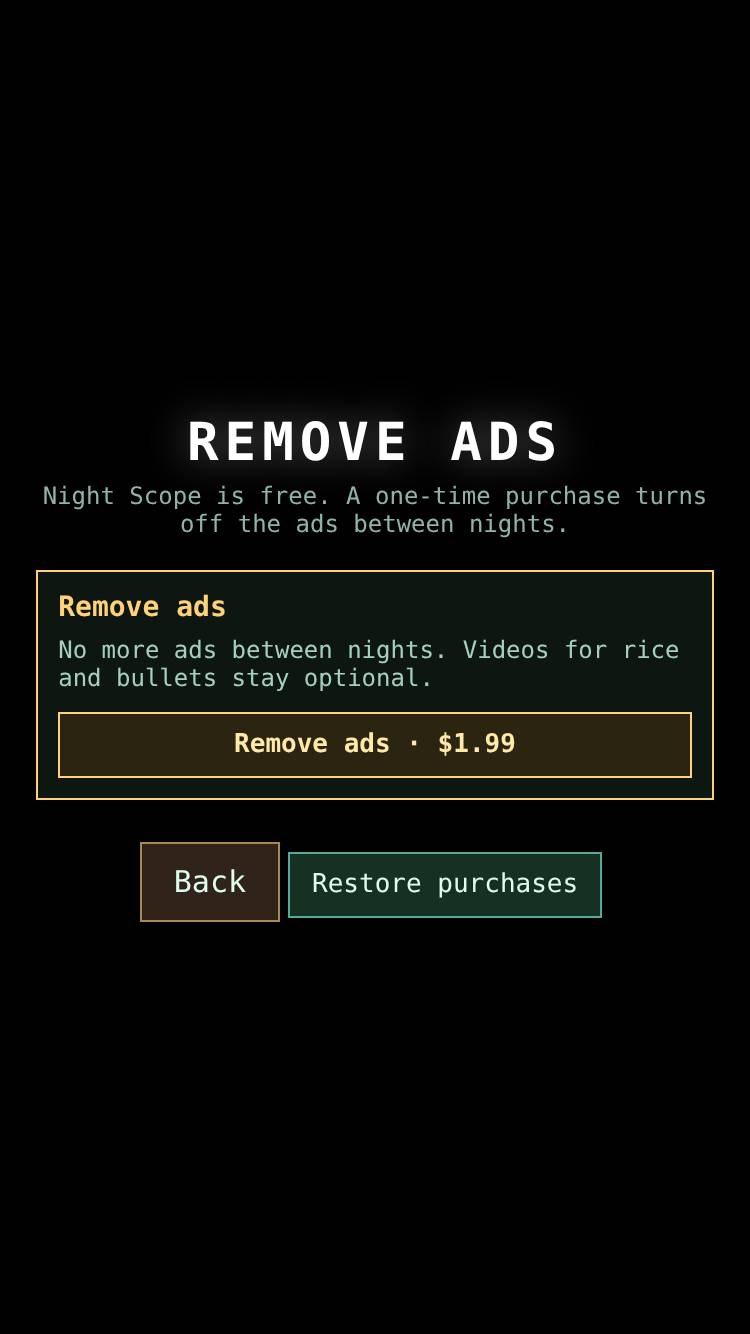 REMOVE ADS
Night Scope is free. A one-time purchase turns
off the ads between nights.
Remove ads
No more ads between nights. Videos for rice
and bullets stay optional.
Remove ads · $1.99
Back
Restore purchases